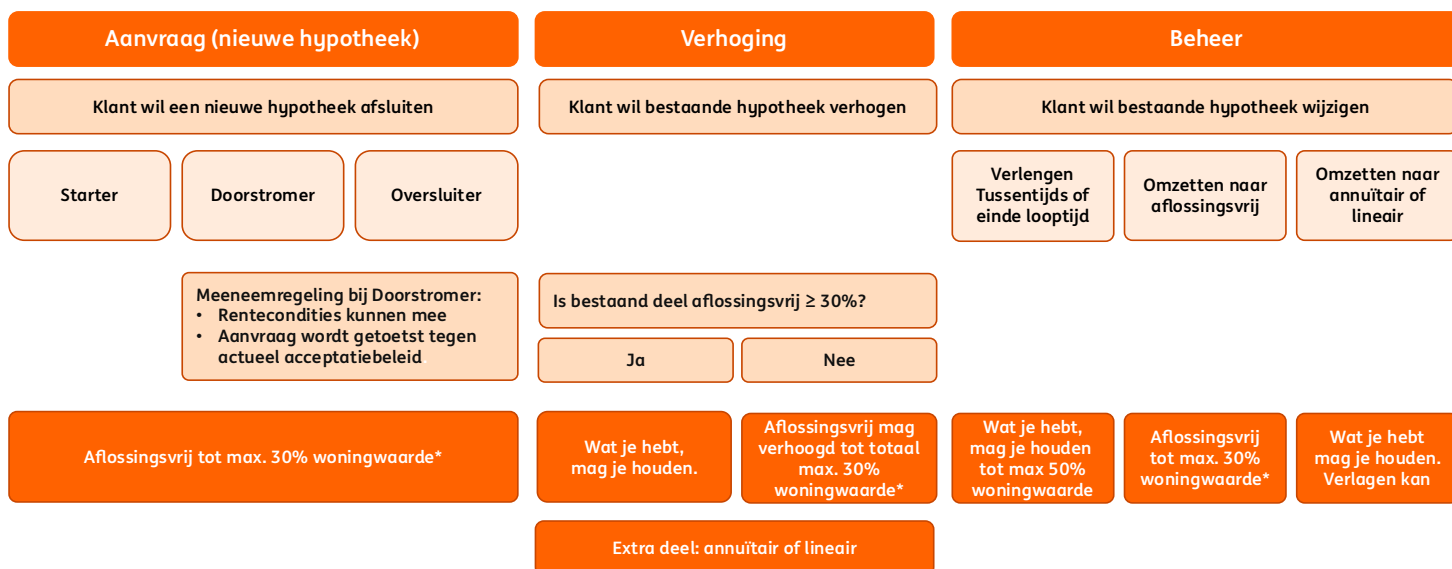 Aanvraag (nieuwe hypotheek)
Verhoging
Beheer
Klant wil een nieuwe hypotheek afsluiten
Klant wil bestaande hypotheek verhogen
Klant wil bestaande hypotheek wijzigen
Starter
Doorstromer
Oversluiter
Verlengen
Tussentijds of
einde looptijd
Omzetten naar
aflossingsvrij
Omzetten naar
annuïtair of
lineair
Meeneemregeling bij Doorstromer:
• Rentecondities kunnen mee
• Aanvraag wordt getoetst tegen
actueel acceptatiebeleid.
Is bestaand deel aflossingsvrij ≥ 30%?
Ja
Nee
Aflossingsvrij tot max. 30% woningwaarde*
Wat je hebt,
mag je houden.
Aflossingsvrij mag
verhoogd tot totaal
max. 30%
woningwaarde*
Wat je hebt,
mag je houden
tot max 50%
woningwaarde
Aflossingsvrij
tot max. 30%
woningwaarde*
Wat je hebt
mag je houden.
Verlagen kan
Extra deel: annuïtair of lineair